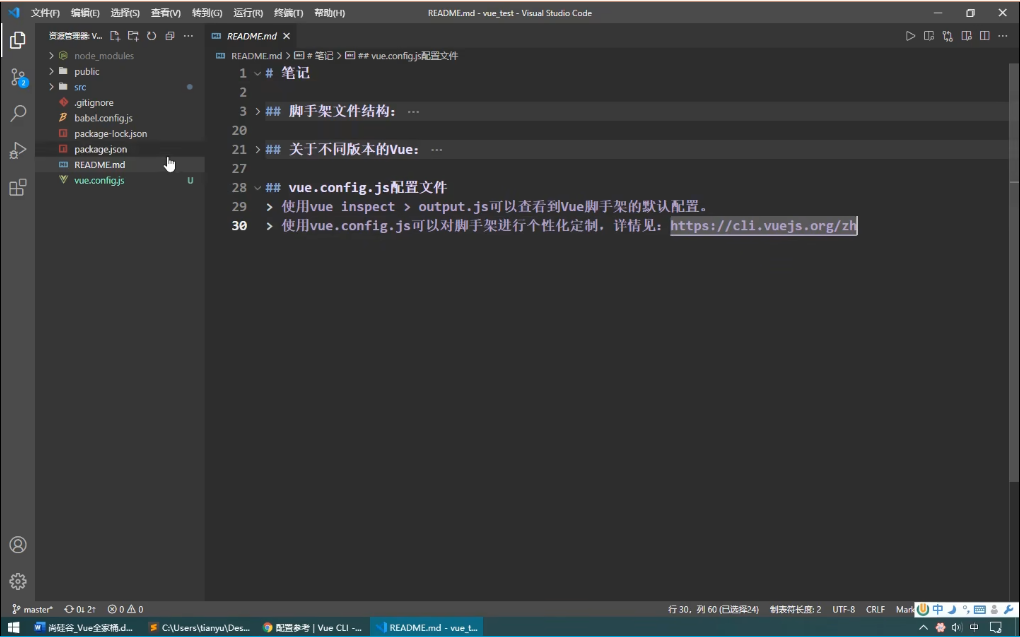 文件(F) 编辑(E) 选择(S) 查看(V) 转到(G) 运行(R) 终端(T) 帮助(H) README.md - vue_test - Visual Studio Code
资源管理器: V...
README.md
README.md > # 笔记 > ## vue.config.js配置文件
node_modules
public
src
.gitignore
babel.config.js
package-lock.json
package.json
README.md
vue.config.js U
2
1 # 笔记
2
3 ## 脚手架文件结构： ...
20
21 ## 关于不同版本的Vue： ...
27
28 ## vue.config.js配置文件
29 > 使用vue inspect > output.js可以查看到Vue脚手架的默认配置。
30 > 使用vue.config.js可以对脚手架进行个性化定制，详情见：https://cli.vuejs.org/zh
master* 0↓ 2↑ 0 0 行 30，列 60 (已选择24) 制表符长度: 2 UTF-8 CRLF Mark 中
尚硅谷_Vue全家桶.d... C:\Users\tianyu\Des... 配置参考 | Vue CLI -... README.md - vue_t... 中